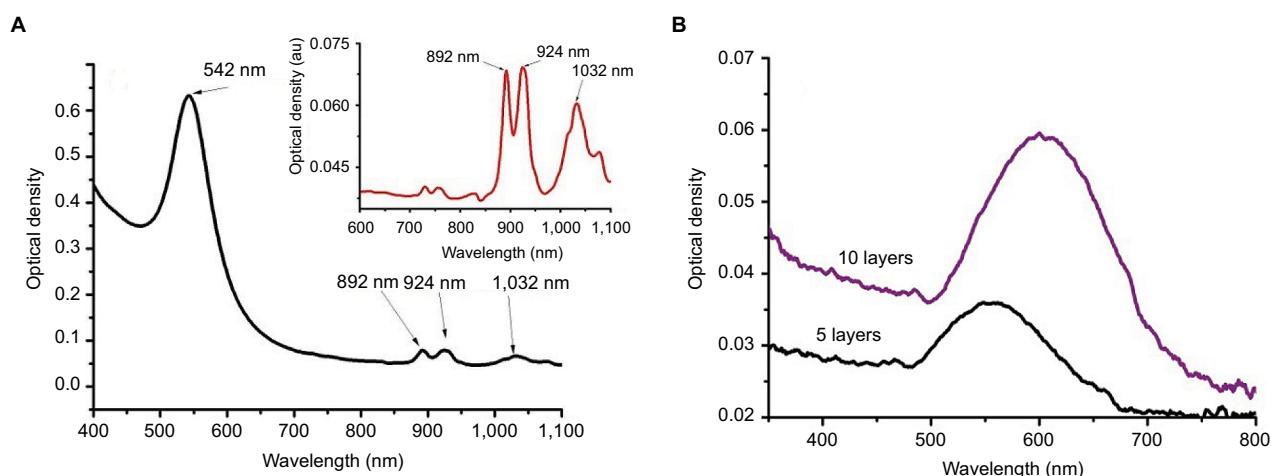 A
542 nm
0.6
0.5
0.4
0.3
0.2
0.1
0.0
Optical density
400 500 600 700 800 900 1,000 1,100
Wavelength (nm)
892 nm 924 nm 1,032 nm
0.075
0.060
0.045
Optical density (au)
892 nm
924 nm
1032 nm
600 700 800 900 1,000 1,100
Wavelength (nm)
B
0.07
0.06
0.05
0.04
0.03
0.02
Optical density
10 layers
5 layers
400 500 600 700 800
Wavelength (nm)